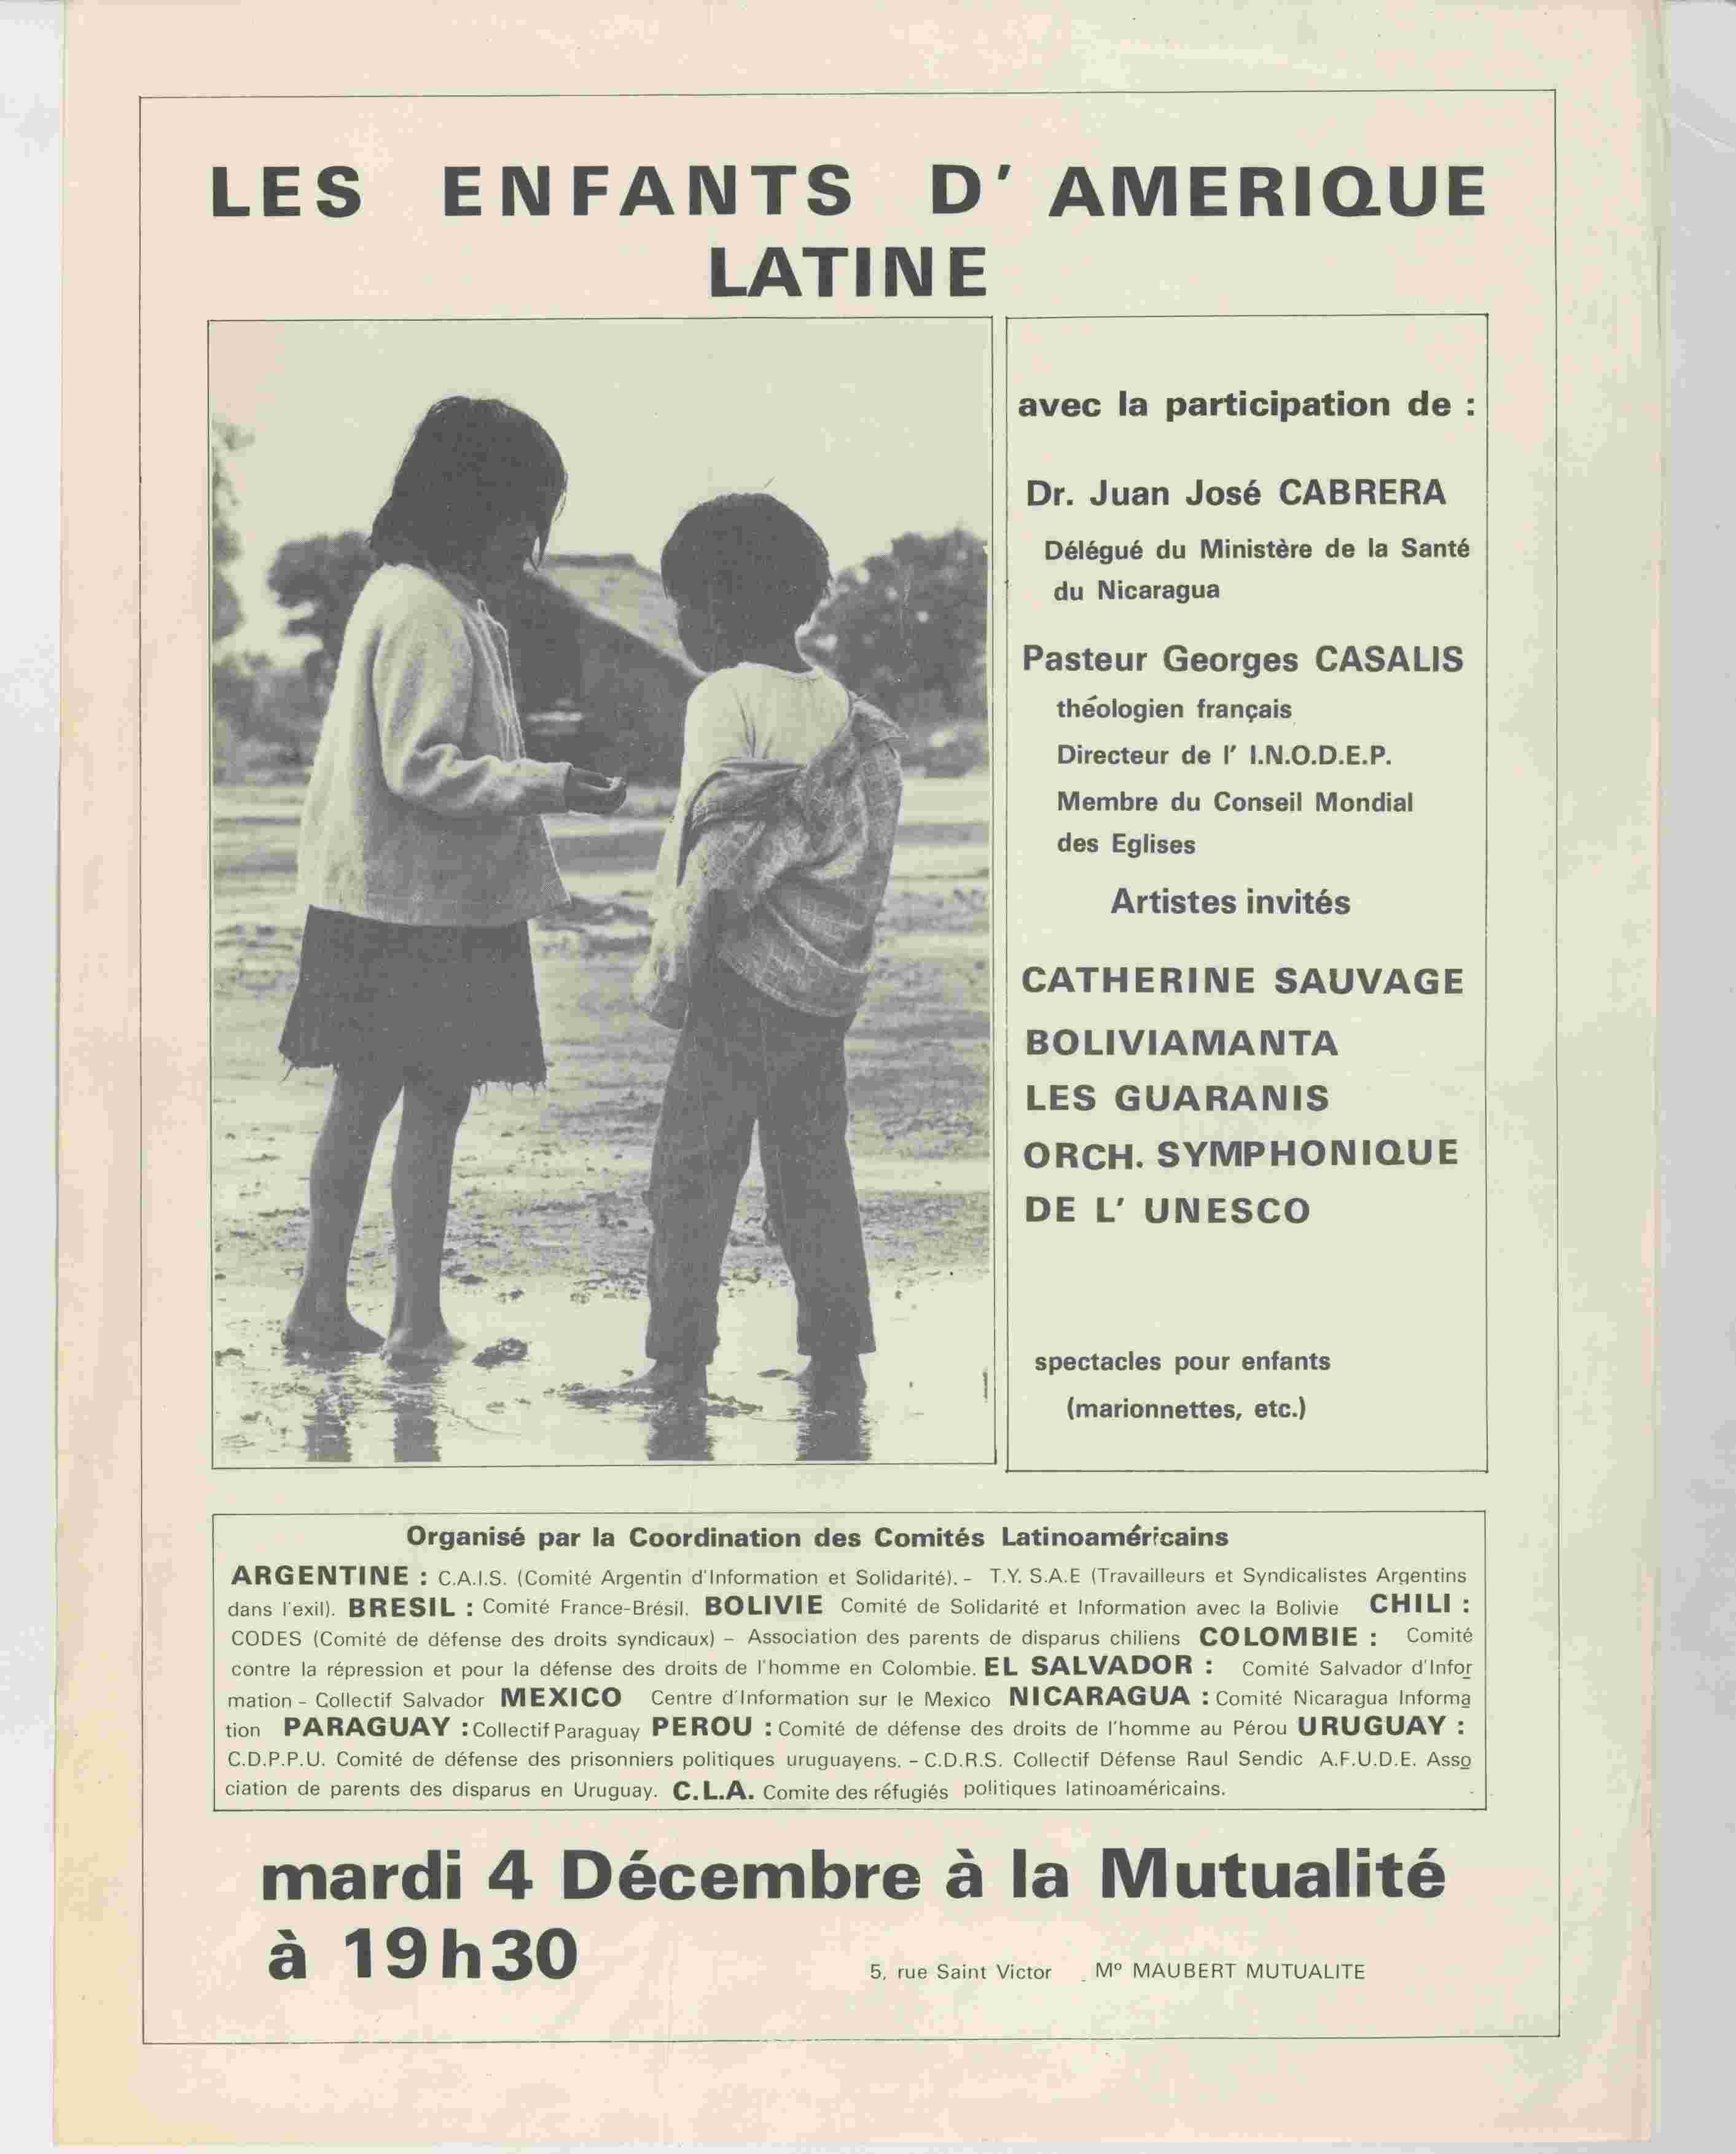 LES ENFANTS D' AMERIQUE
LATINE
avec la participation de :
Dr. Juan José CABRERA
Délégué du Ministère de la Santé
du Nicaragua
Pasteur Georges CASALIS
théologien français
Directeur de l' I.N.O.D.E.P.
Membre du Conseil Mondial
des Eglises
Artistes invités
CATHERINE SAUVAGE
BOLIVIAMANTA
LES GUARANIS
ORCH. SYMPHONIQUE
DE L' UNESCO
spectacles pour enfants
(marionnettes, etc.)
Organisé par la Coordination des Comités Latinoaméricains
ARGENTINE : C.A.I.S. (Comité Argentin d'Information et Solidarité). - T.Y. S.A.E (Travailleurs et Syndicalistes Argentins
dans l'exil). BRESIL : Comité France-Brésil. BOLIVIE Comité de Solidarité et Information avec la Bolivie CHILI :
CODES (Comité de défense des droits syndicaux) – Association des parents de disparus chiliens COLOMBIE : Comité
contre la répression et pour la défense des droits de l'homme en Colombie. EL SALVADOR : Comité Salvador d'Infor
mation – Collectif Salvador MEXICO Centre d'Information sur le Mexico NICARAGUA : Comité Nicaragua Informa
tion PARAGUAY : Collectif Paraguay PEROU : Comité de défense des droits de l'homme au Pérou URUGUAY :
C.D.P.P.U. Comité de défense des prisonniers politiques uruguayens. – C.D.R.S. Collectif Défense Raul Sendic A.F.U.D.E. Asso
ciation de parents des disparus en Uruguay. C.L.A. Comite des réfugiés politiques latinoaméricains.
mardi 4 Décembre à la Mutualité
à 19h30
5, rue Saint Victor Mº MAUBERT MUTUALITE